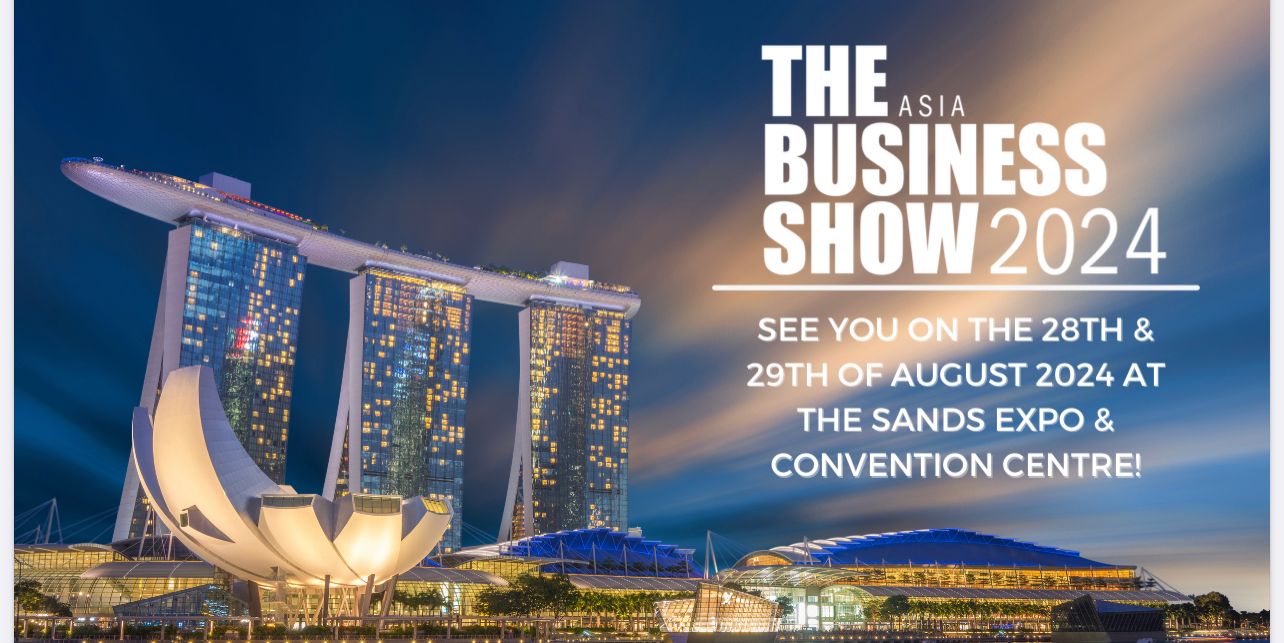 THE ASIA
BUSINESS
SHOW 2024
SEE YOU ON THE 28TH &
29TH OF AUGUST 2024 AT
THE SANDS EXPO &
CONVENTION CENTRE!